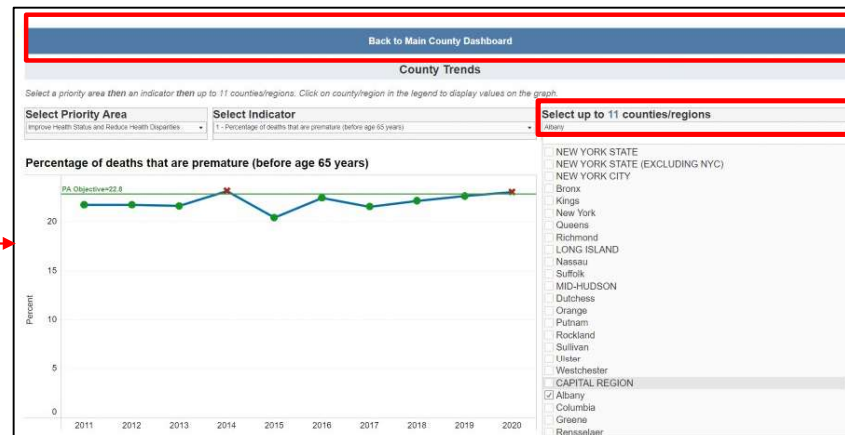 Back to Main County Dashboard
County Trends
Select a priority area then an indicator then up to 11 counties/regions. Click on county/region in the legend to display values on the graph.
Select Priority Area
Improve Health Status and Reduce Health Disparities
Select Indicator
1 - Percentage of deaths that are premature (before age 65 years)
Select up to 11 counties/regions
Albany
Percentage of deaths that are premature (before age 65 years)
PA Objective=22.8
20
15
10
5
0
Percent
2011 2012 2013 2014 2015 2016 2017 2018 2019 2020
NEW YORK STATE
NEW YORK STATE (EXCLUDING NYC)
NEW YORK CITY
Bronx
Kings
New York
Queens
Richmond
LONG ISLAND
Nassau
Suffolk
MID-HUDSON
Dutchess
Orange
Putnam
Rockland
Sullivan
Ulster
Westchester
CAPITAL REGION
Albany
Columbia
Greene
Rensselaer